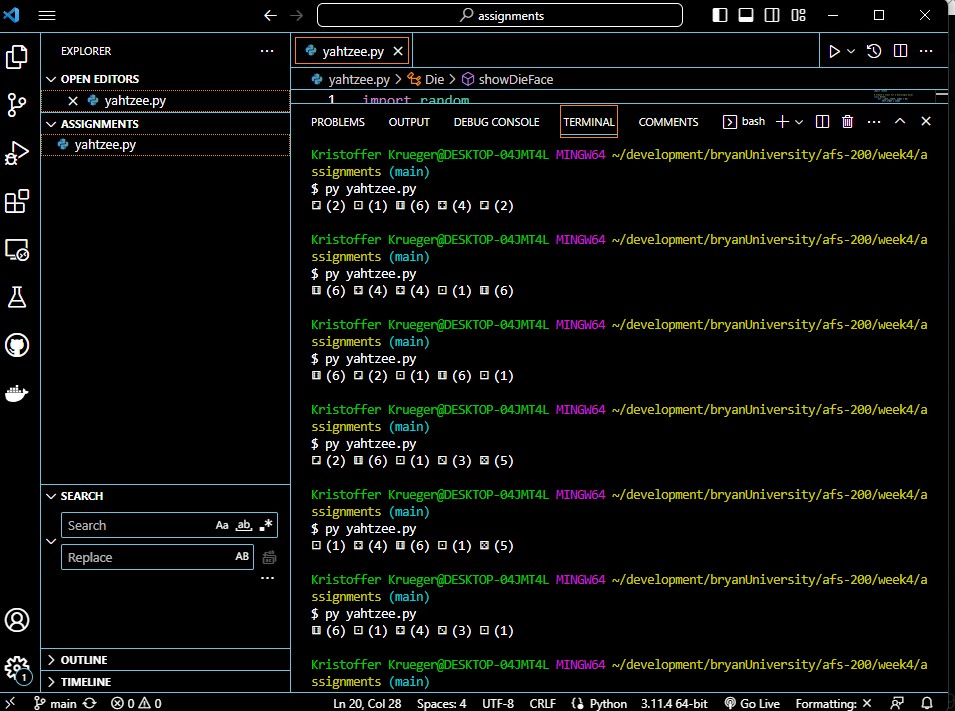 assignments
EXPLORER
OPEN EDITORS
yahtzee.py
ASSIGNMENTS
yahtzee.py
SEARCH
Search Aa ab
Replace AB
OUTLINE
TIMELINE
yahtzee.py
yahtzee.py > Die > showDieFace
1 import random
PROBLEMS OUTPUT DEBUG CONSOLE TERMINAL COMMENTS bash
Kristoffer Krueger@DESKTOP-04JMT4L MINGW64 ~/development/bryanUniversity/afs-200/week4/a
ssignments (main)
$ py yahtzee.py
⚁ (2) ⚀ (1) ⚅ (6) ⚃ (4) ⚁ (2)
Kristoffer Krueger@DESKTOP-04JMT4L MINGW64 ~/development/bryanUniversity/afs-200/week4/a
ssignments (main)
$ py yahtzee.py
⚅ (6) ⚃ (4) ⚃ (4) ⚀ (1) ⚅ (6)
Kristoffer Krueger@DESKTOP-04JMT4L MINGW64 ~/development/bryanUniversity/afs-200/week4/a
ssignments (main)
$ py yahtzee.py
⚅ (6) ⚁ (2) ⚀ (1) ⚅ (6) ⚀ (1)
Kristoffer Krueger@DESKTOP-04JMT4L MINGW64 ~/development/bryanUniversity/afs-200/week4/a
ssignments (main)
$ py yahtzee.py
⚁ (2) ⚅ (6) ⚀ (1) ⚂ (3) ⚄ (5)
Kristoffer Krueger@DESKTOP-04JMT4L MINGW64 ~/development/bryanUniversity/afs-200/week4/a
ssignments (main)
$ py yahtzee.py
⚀ (1) ⚃ (4) ⚅ (6) ⚀ (1) ⚄ (5)
Kristoffer Krueger@DESKTOP-04JMT4L MINGW64 ~/development/bryanUniversity/afs-200/week4/a
ssignments (main)
$ py yahtzee.py
⚅ (6) ⚀ (1) ⚃ (4) ⚂ (3) ⚀ (1)
Kristoffer Krueger@DESKTOP-04JMT4L MINGW64 ~/development/bryanUniversity/afs-200/week4/a
ssignments (main)
1
main 0 0 Ln 20, Col 28 Spaces: 4 UTF-8 CRLF Python 3.11.4 64-bit Go Live Formatting: ✕